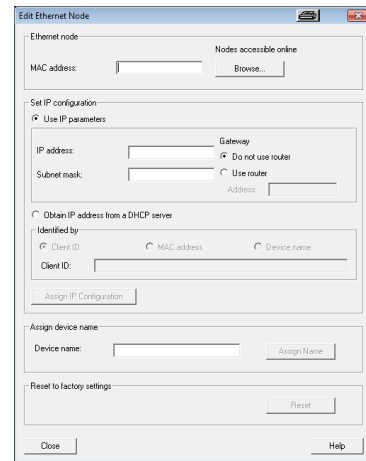 Edit Ethernet Node
Ethernet node
Nodes accessible online
MAC address:
Browse...
Set IP configuration
Use IP parameters
Gateway
IP address:
Do not use router
Subnet mask:
Use router
Address:
Obtain IP address from a DHCP server
Identified by
Client ID
MAC address
Device name
Client ID:
Assign IP Configuration
Assign device name
Device name:
Assign Name
Reset to factory settings
Reset
Close
Help